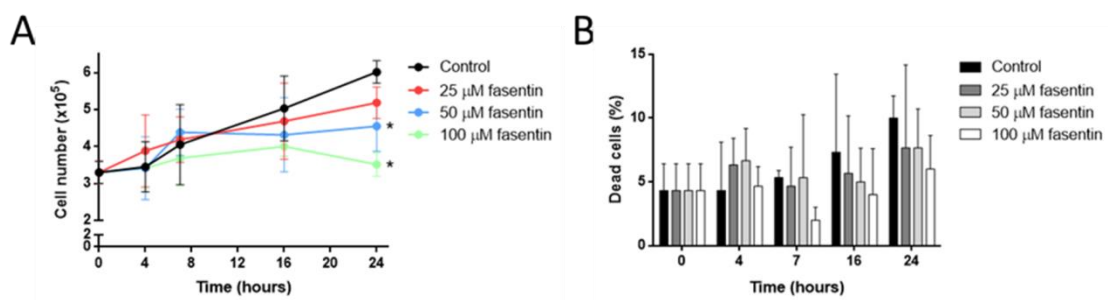 A
Cell number (x10⁵)
6
5
4
3
2
2
0
0 4 8 12 16 20 24
Time (hours)
Control
25 µM fasentin
50 µM fasentin
100 µM fasentin
*
*
B
Dead cells (%)
15
10
5
0
0 4 7 16 24
Time (hours)
Control
25 µM fasentin
50 µM fasentin
100 µM fasentin